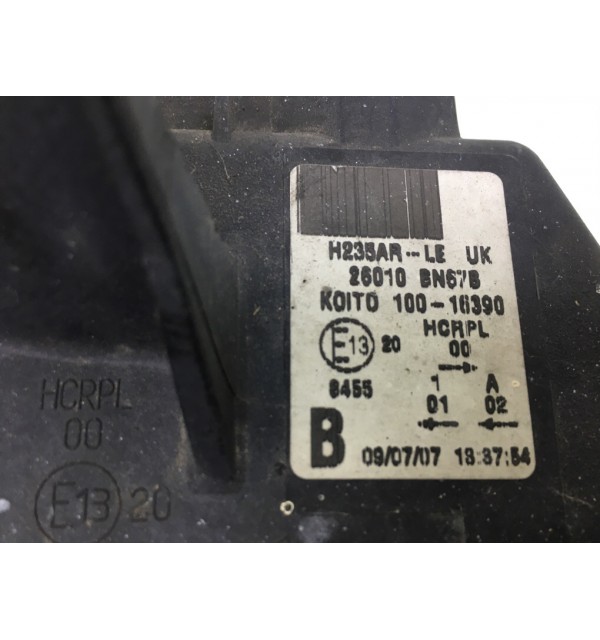 H235AR--LE UK
26010 BN67B
KOITO 100-16390
HCRPL
E13 20 00
8455 1 A
01 02
B 09/07/07 18:37:54
HCRPL
00
E13 20